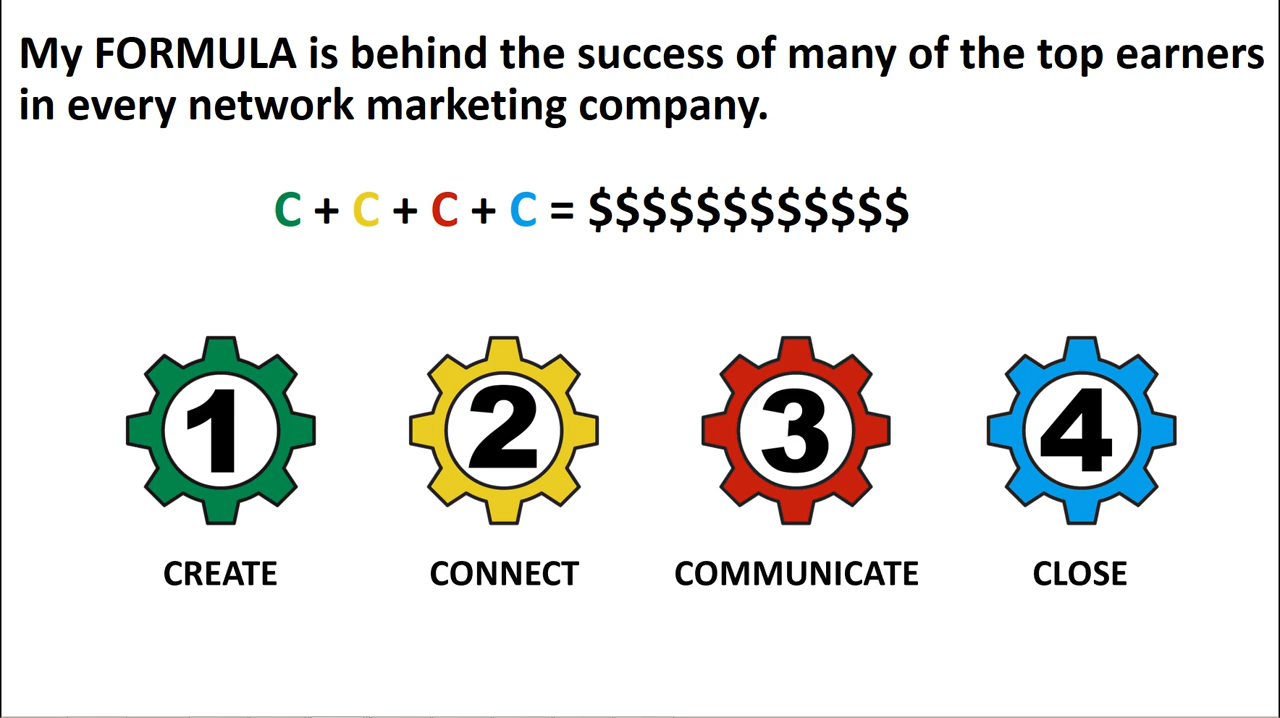 My FORMULA is behind the success of many of the top earners
in every network marketing company.
C + C + C + C = $$$$$$$$$$$$
1 2 3 4
CREATE CONNECT COMMUNICATE CLOSE